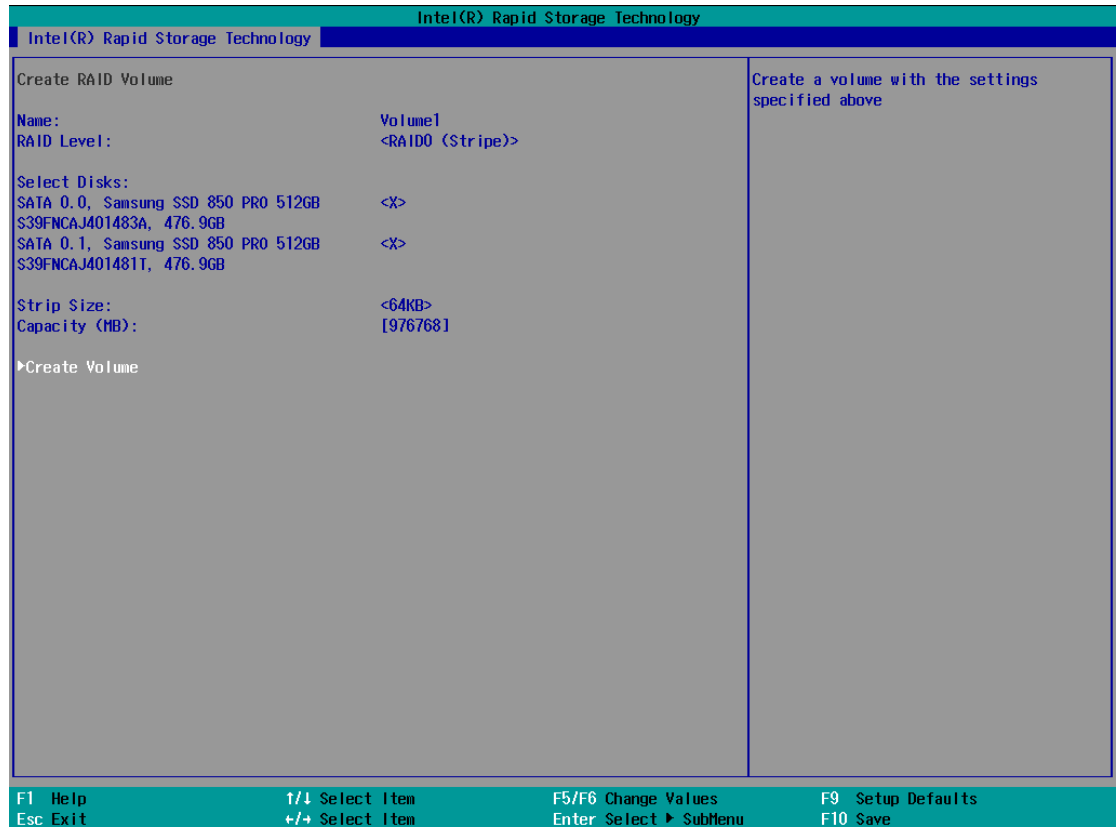 Intel(R) Rapid Storage Technology
Intel(R) Rapid Storage Technology
Create RAID Volume
Create a volume with the settings
specified above
Name: Volume1
RAID Level: <RAID0 (Stripe)>
Select Disks:
SATA 0.0, Samsung SSD 850 PRO 512GB <X>
S39FNCAJ401483A, 476.9GB
SATA 0.1, Samsung SSD 850 PRO 512GB <X>
S39FNCAJ401481T, 476.9GB
Strip Size: <64KB>
Capacity (MB): [976768]
▶Create Volume
F1 Help ↑/↓ Select Item F5/F6 Change Values F9 Setup Defaults
Esc Exit ←/→ Select Item Enter Select ▶ SubMenu F10 Save